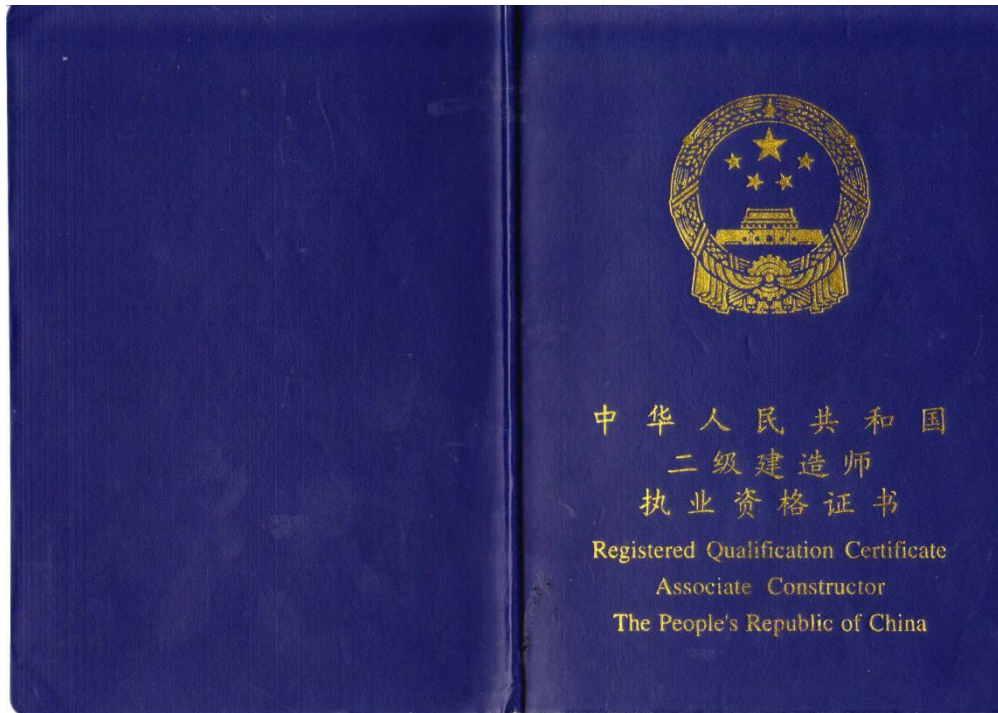 中华人民共和国
二级建造师
执业资格证书
Registered Qualification Certificate
Associate Constructor
The People's Republic of China